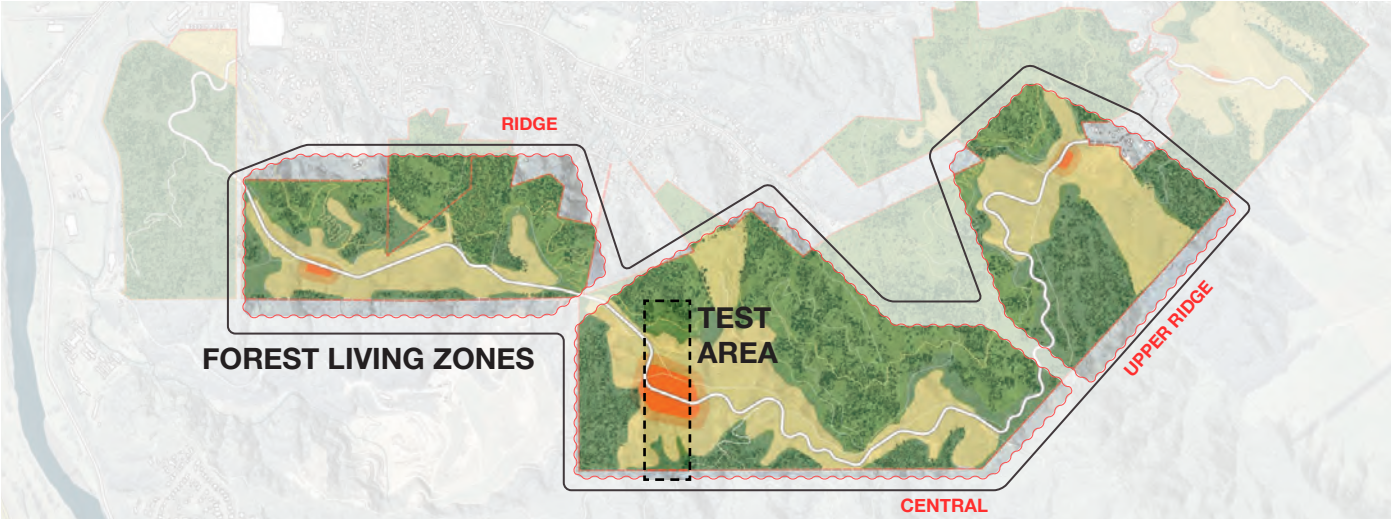 RIDGE
TEST
AREA
FOREST LIVING ZONES
UPPER RIDGE
CENTRAL